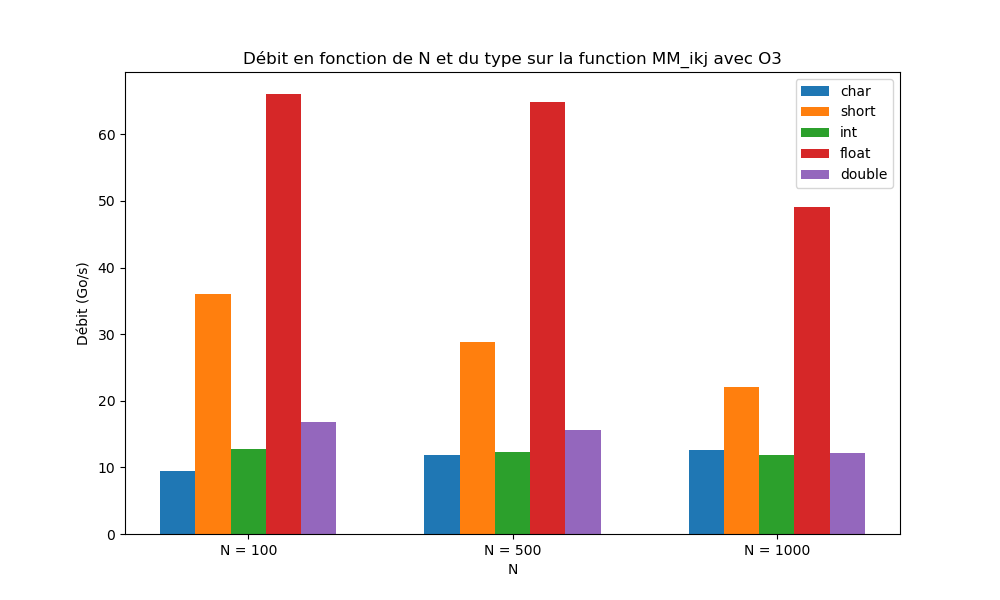 Débit en fonction de N et du type sur la function MM_ikj avec O3
char
short
int
float
double
Débit (Go/s)
60
50
40
30
20
10
0
N = 100
N = 500
N = 1000
N